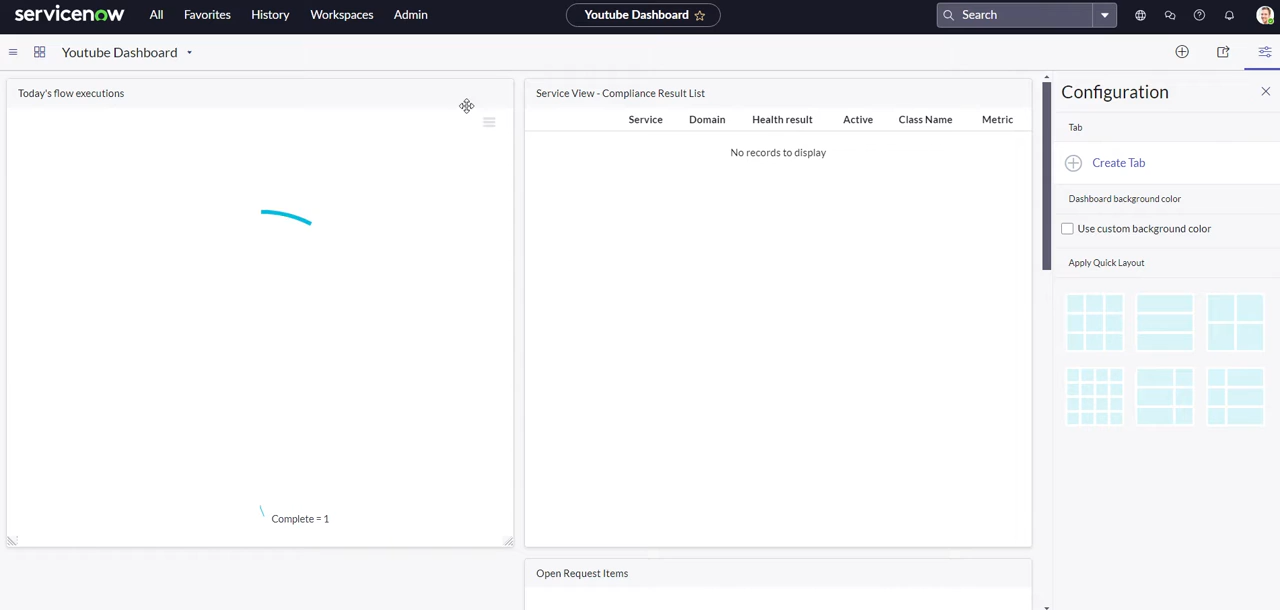 servicenow
All
Favorites
History
Workspaces
Admin
Youtube Dashboard
Search
Youtube Dashboard
Today's flow executions
Complete = 1
Service View - Compliance Result List
Service Domain Health result Active Class Name Metric
No records to display
Open Request Items
Configuration
Tab
Create Tab
Dashboard background color
Use custom background color
Apply Quick Layout